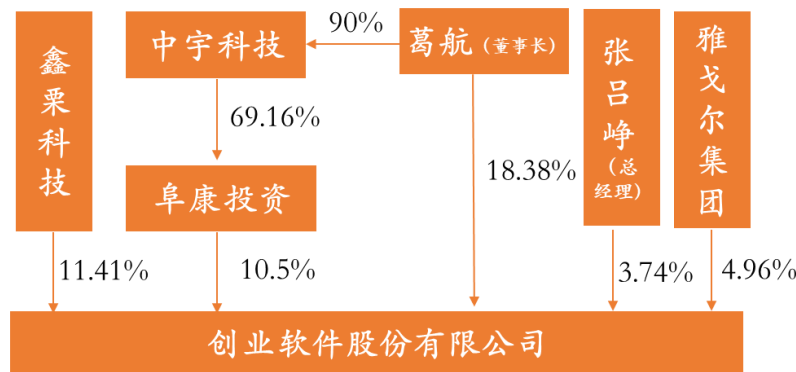 鑫栗科技
中宇科技
90%
葛航（董事长）
张吕峥
（总经理）
雅戈尔集团
69.16%
阜康投资
18.38%
11.41%
10.5%
3.74%
4.96%
创业软件股份有限公司